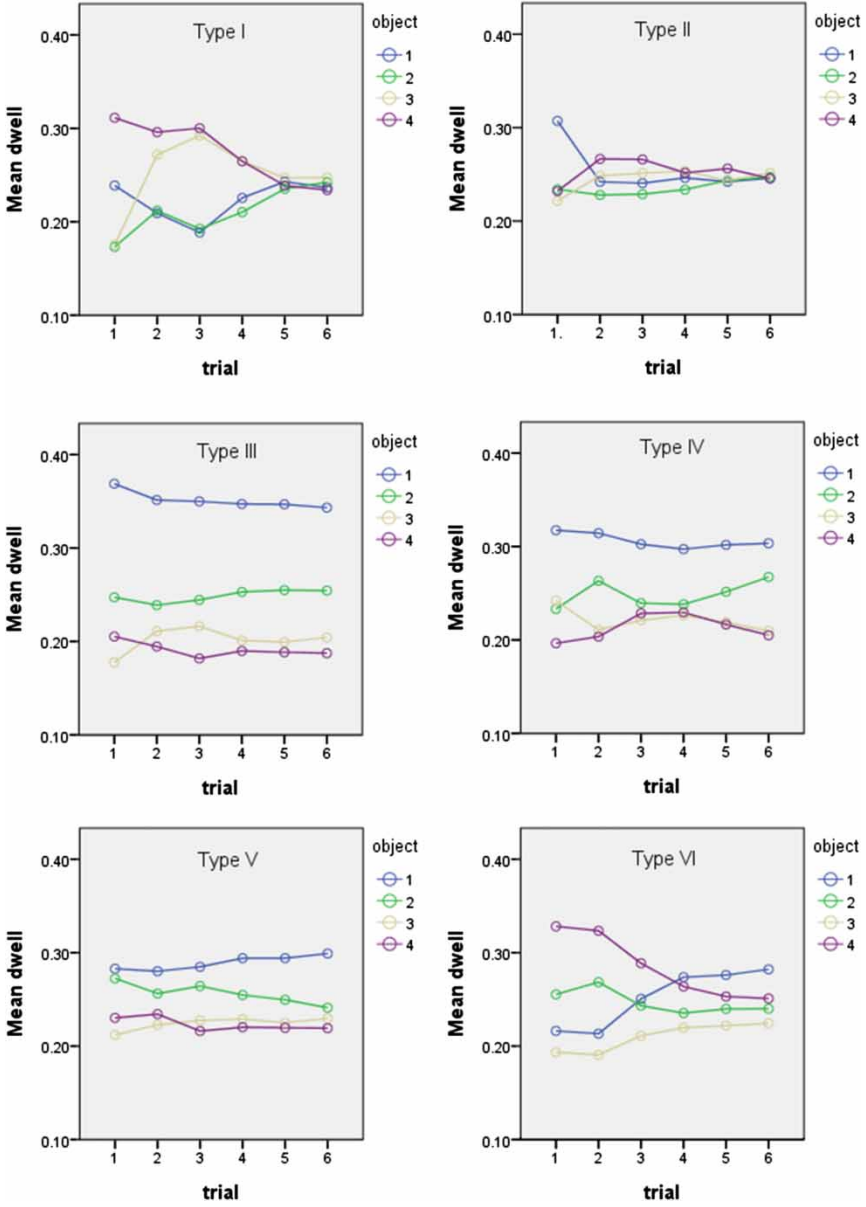 Type I
object
1
2
3
4
0.40
0.30
0.20
0.10
Mean dwell
1 2 3 4 5 6
trial
Type II
object
1
2
3
4
0.40
0.30
0.20
0.10
Mean dwell
1. 2 3 4 5 6
trial
Type III
object
1
2
3
4
0.40
0.30
0.20
0.10
Mean dwell
1 2 3 4 5 6
trial
Type IV
object
1
2
3
4
0.40
0.30
0.20
0.10
Mean dwell
1 2 3 4 5 6
trial
Type V
object
1
2
3
4
0.40
0.30
0.20
0.10
Mean dwell
1 2 3 4 5 6
trial
Type VI
object
1
2
3
4
0.40
0.30
0.20
0.10
Mean dwell
1 2 3 4 5 6
trial